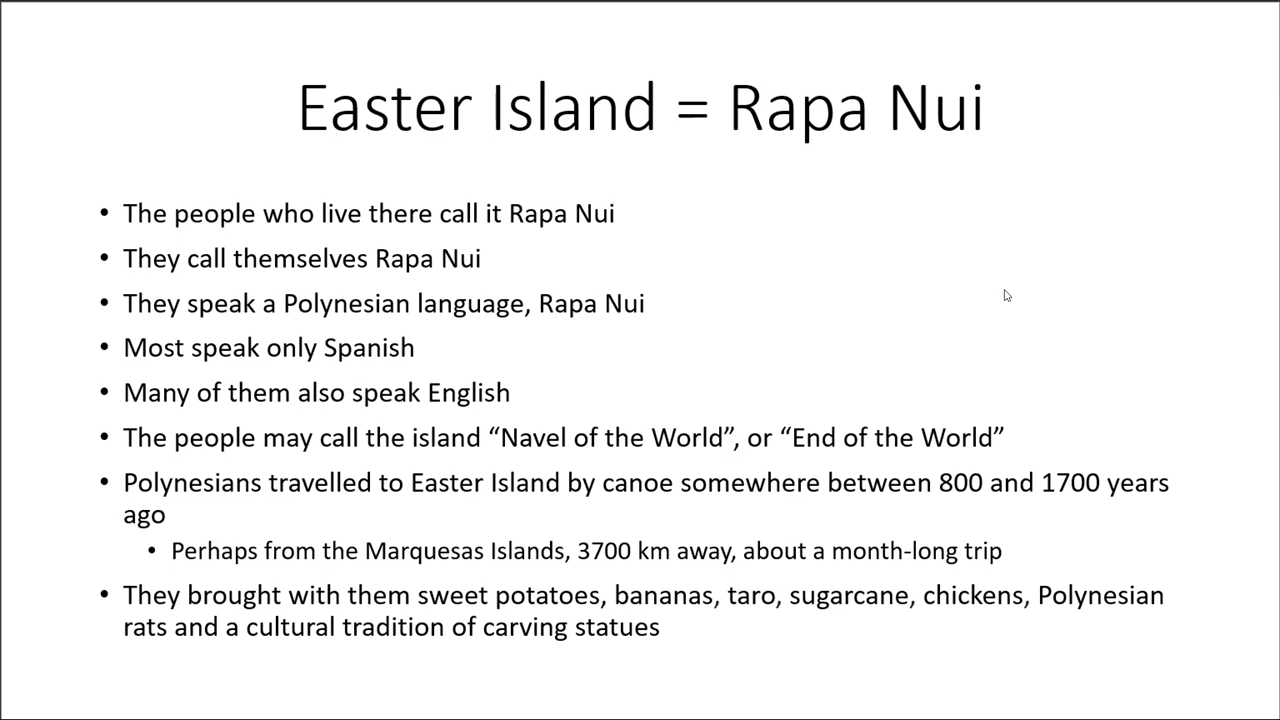 Easter Island = Rapa Nui
• The people who live there call it Rapa Nui
• They call themselves Rapa Nui
• They speak a Polynesian language, Rapa Nui
• Most speak only Spanish
• Many of them also speak English
• The people may call the island “Navel of the World”, or “End of the World”
• Polynesians travelled to Easter Island by canoe somewhere between 800 and 1700 years
ago
• Perhaps from the Marquesas Islands, 3700 km away, about a month-long trip
• They brought with them sweet potatoes, bananas, taro, sugarcane, chickens, Polynesian
rats and a cultural tradition of carving statues